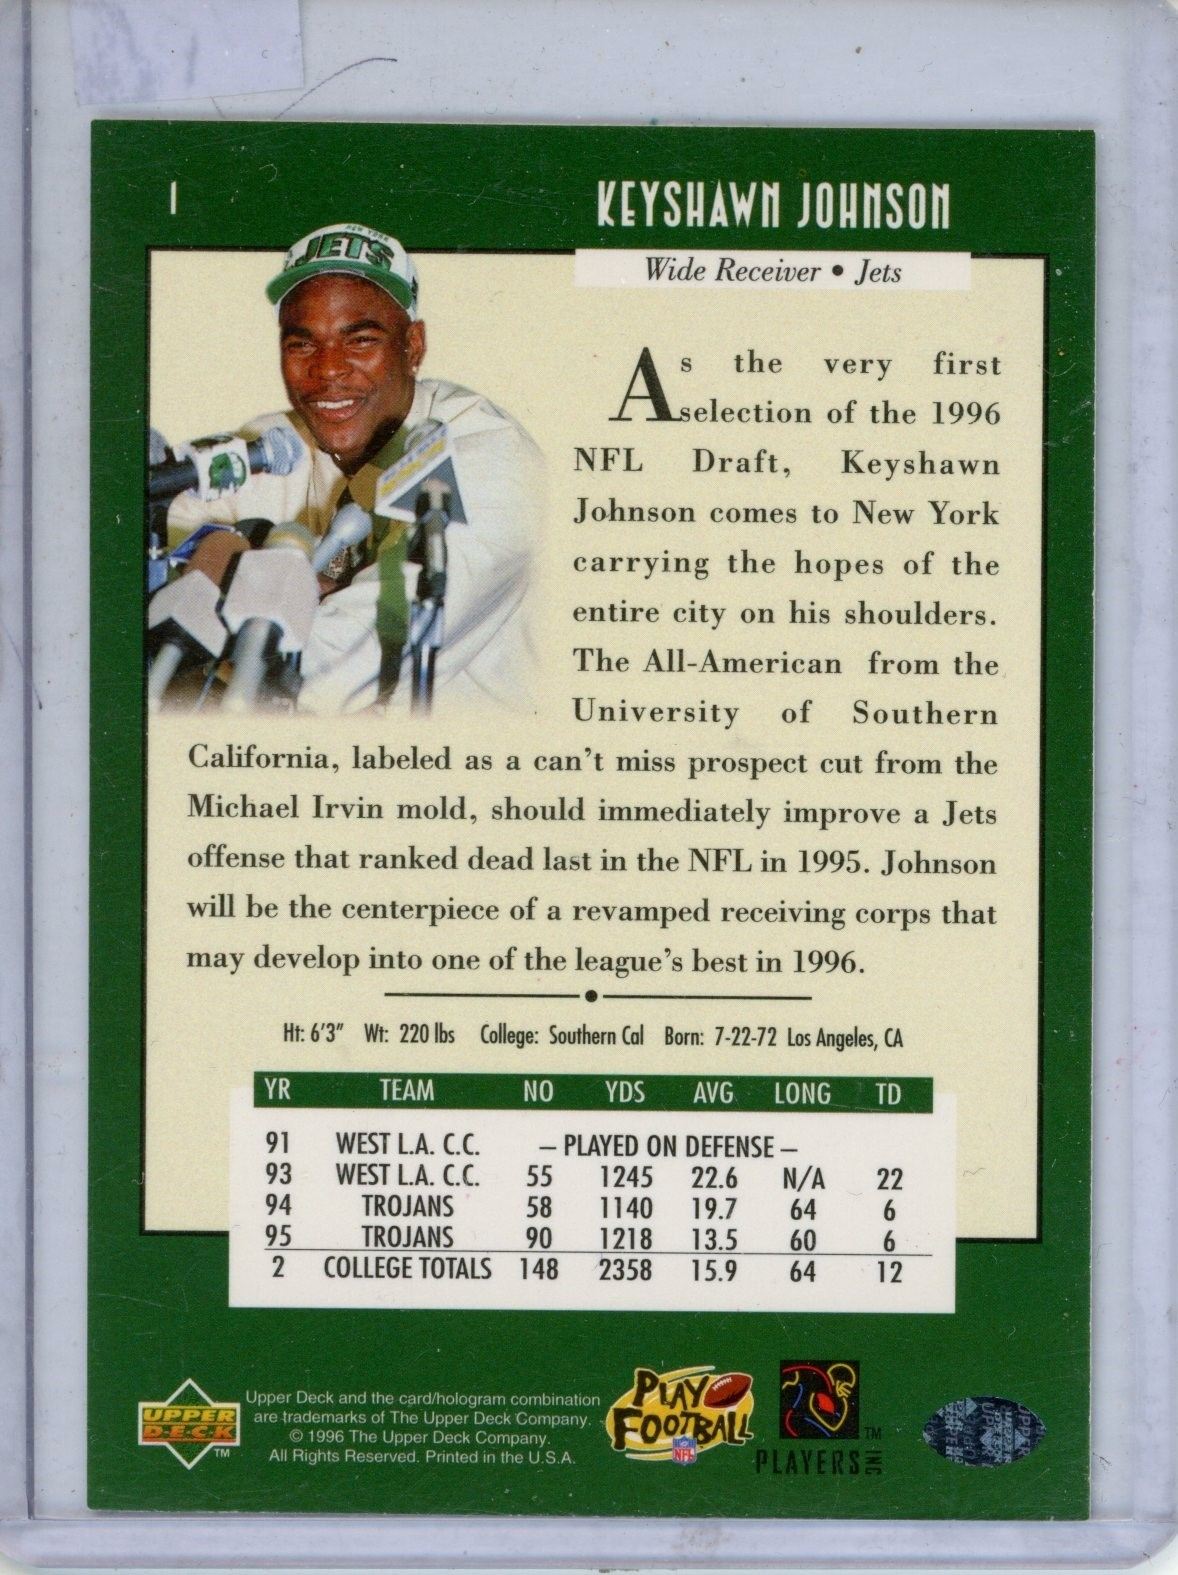 1
KEYSHAWN JOHNSON
Wide Receiver • Jets
NEW YORK
JETS
As the very first
selection of the 1996
NFL Draft, Keyshawn
Johnson comes to New York
carrying the hopes of the
entire city on his shoulders.
The All-American from the
University of Southern
California, labeled as a can't miss prospect cut from the
Michael Irvin mold, should immediately improve a Jets
offense that ranked dead last in the NFL in 1995. Johnson
will be the centerpiece of a revamped receiving corps that
may develop into one of the league's best in 1996.
Ht: 6'3" Wt: 220 lbs College: Southern Cal Born: 7-22-72 Los Angeles, CA
YR TEAM NO YDS AVG LONG TD
91 WEST L.A. C.C. – PLAYED ON DEFENSE –
93 WEST L.A. C.C. 55 1245 22.6 N/A 22
94 TROJANS 58 1140 19.7 64 6
95 TROJANS 90 1218 13.5 60 6
2 COLLEGE TOTALS 148 2358 15.9 64 12
UPPER
DECK
TM
Upper Deck and the card/hologram combination
are trademarks of The Upper Deck Company.
© 1996 The Upper Deck Company.
All Rights Reserved. Printed in the U.S.A.
PLAY
FOOTBALL
NFL
PLAYERS INC
TM